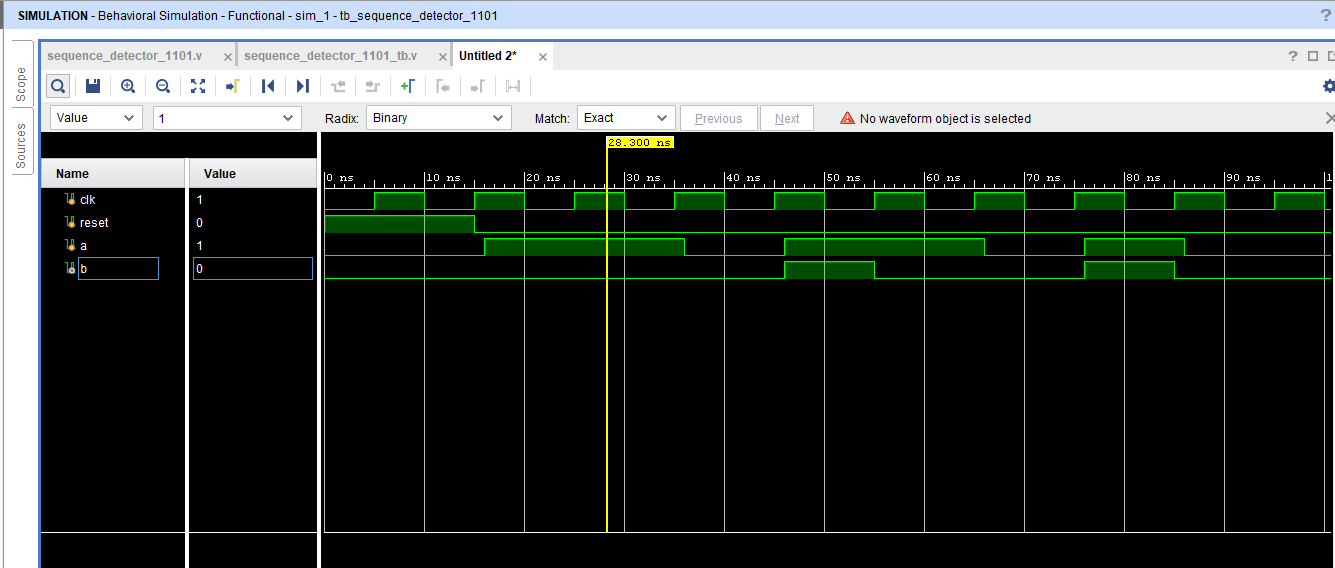 SIMULATION - Behavioral Simulation - Functional - sim_1 - tb_sequence_detector_1101
?
Scope
Sources
sequence_detector_1101.v
sequence_detector_1101_tb.v
Untitled 2*
?
Value
1
Radix:
Binary
Match:
Exact
Previous
Next
No waveform object is selected
28.300 ns
Name
Value
0 ns
10 ns
20 ns
30 ns
40 ns
50 ns
60 ns
70 ns
80 ns
90 ns
clk
1
reset
0
a
1
b
0